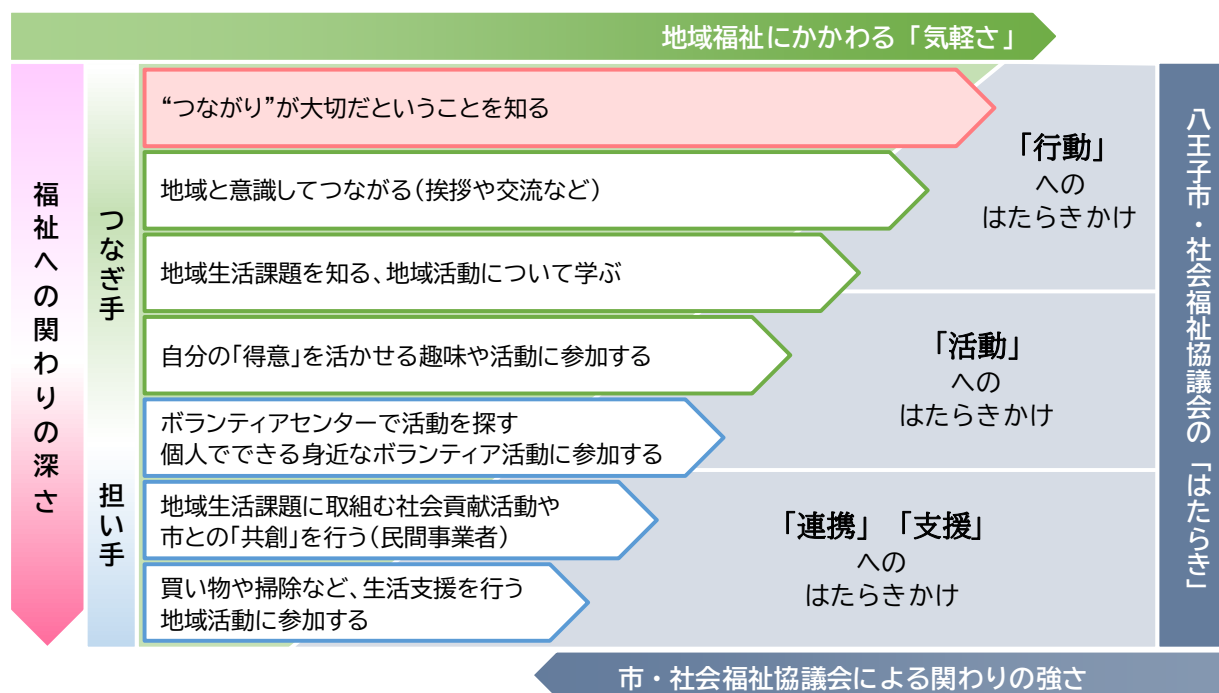 地域福祉にかかわる「気軽さ」
福祉への関わりの深さ
つなぎ手
担い手
“つながり”が大切だということを知る
地域と意識してつながる（挨拶や交流など）
地域生活課題を知る、地域活動について学ぶ
自分の「得意」を活かせる趣味や活動に参加する
ボランティアセンターで活動を探す
個人でできる身近なボランティア活動に参加する
地域生活課題に取組む社会貢献活動や
市との「共創」を行う（民間事業者）
買い物や掃除など、生活支援を行う
地域活動に参加する
「行動」
への
はたらきかけ
「活動」
への
はたらきかけ
「連携」「支援」
への
はたらきかけ
八王子市・社会福祉協議会の「はたらき」
市・社会福祉協議会による関わりの強さ